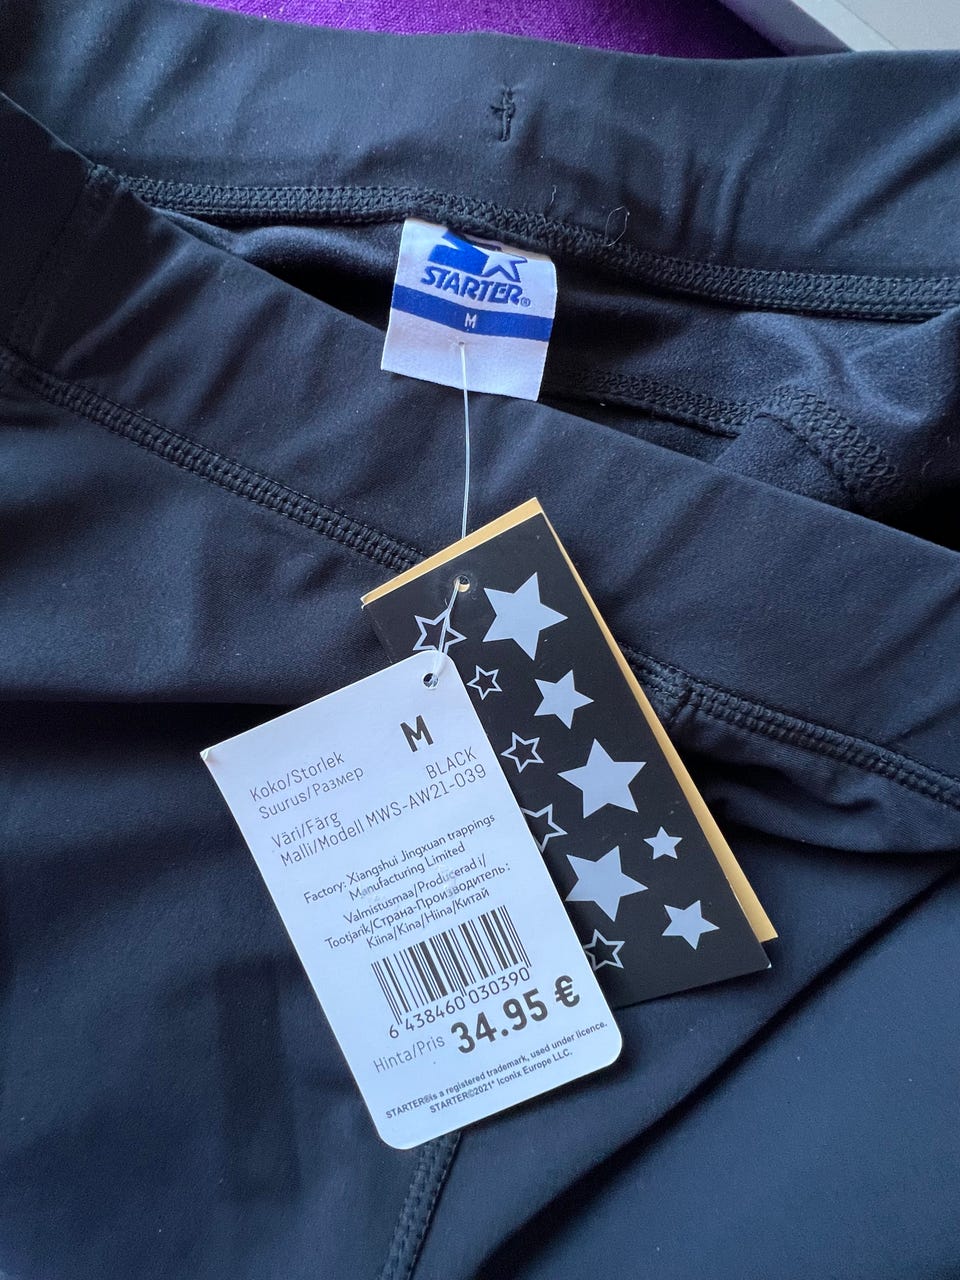 STARTER®
M
M
Koko/Storlek
Suurus/Размер
BLACK
Väri/Färg
Malli/Modell MWS-AW21-039
Factory: Xiangshui Jingxuan trappings
Manufacturing Limited
Valmistusmaa/Producerad i/
Tootjariik/Страна-Производитель:
Kiina/Kina/Hiina/Китай
6 438460 030390
Hinta/Pris 34.95 €
STARTER®is a registered trademark, used under licence.
STARTER©2021* Iconix Europe LLC.